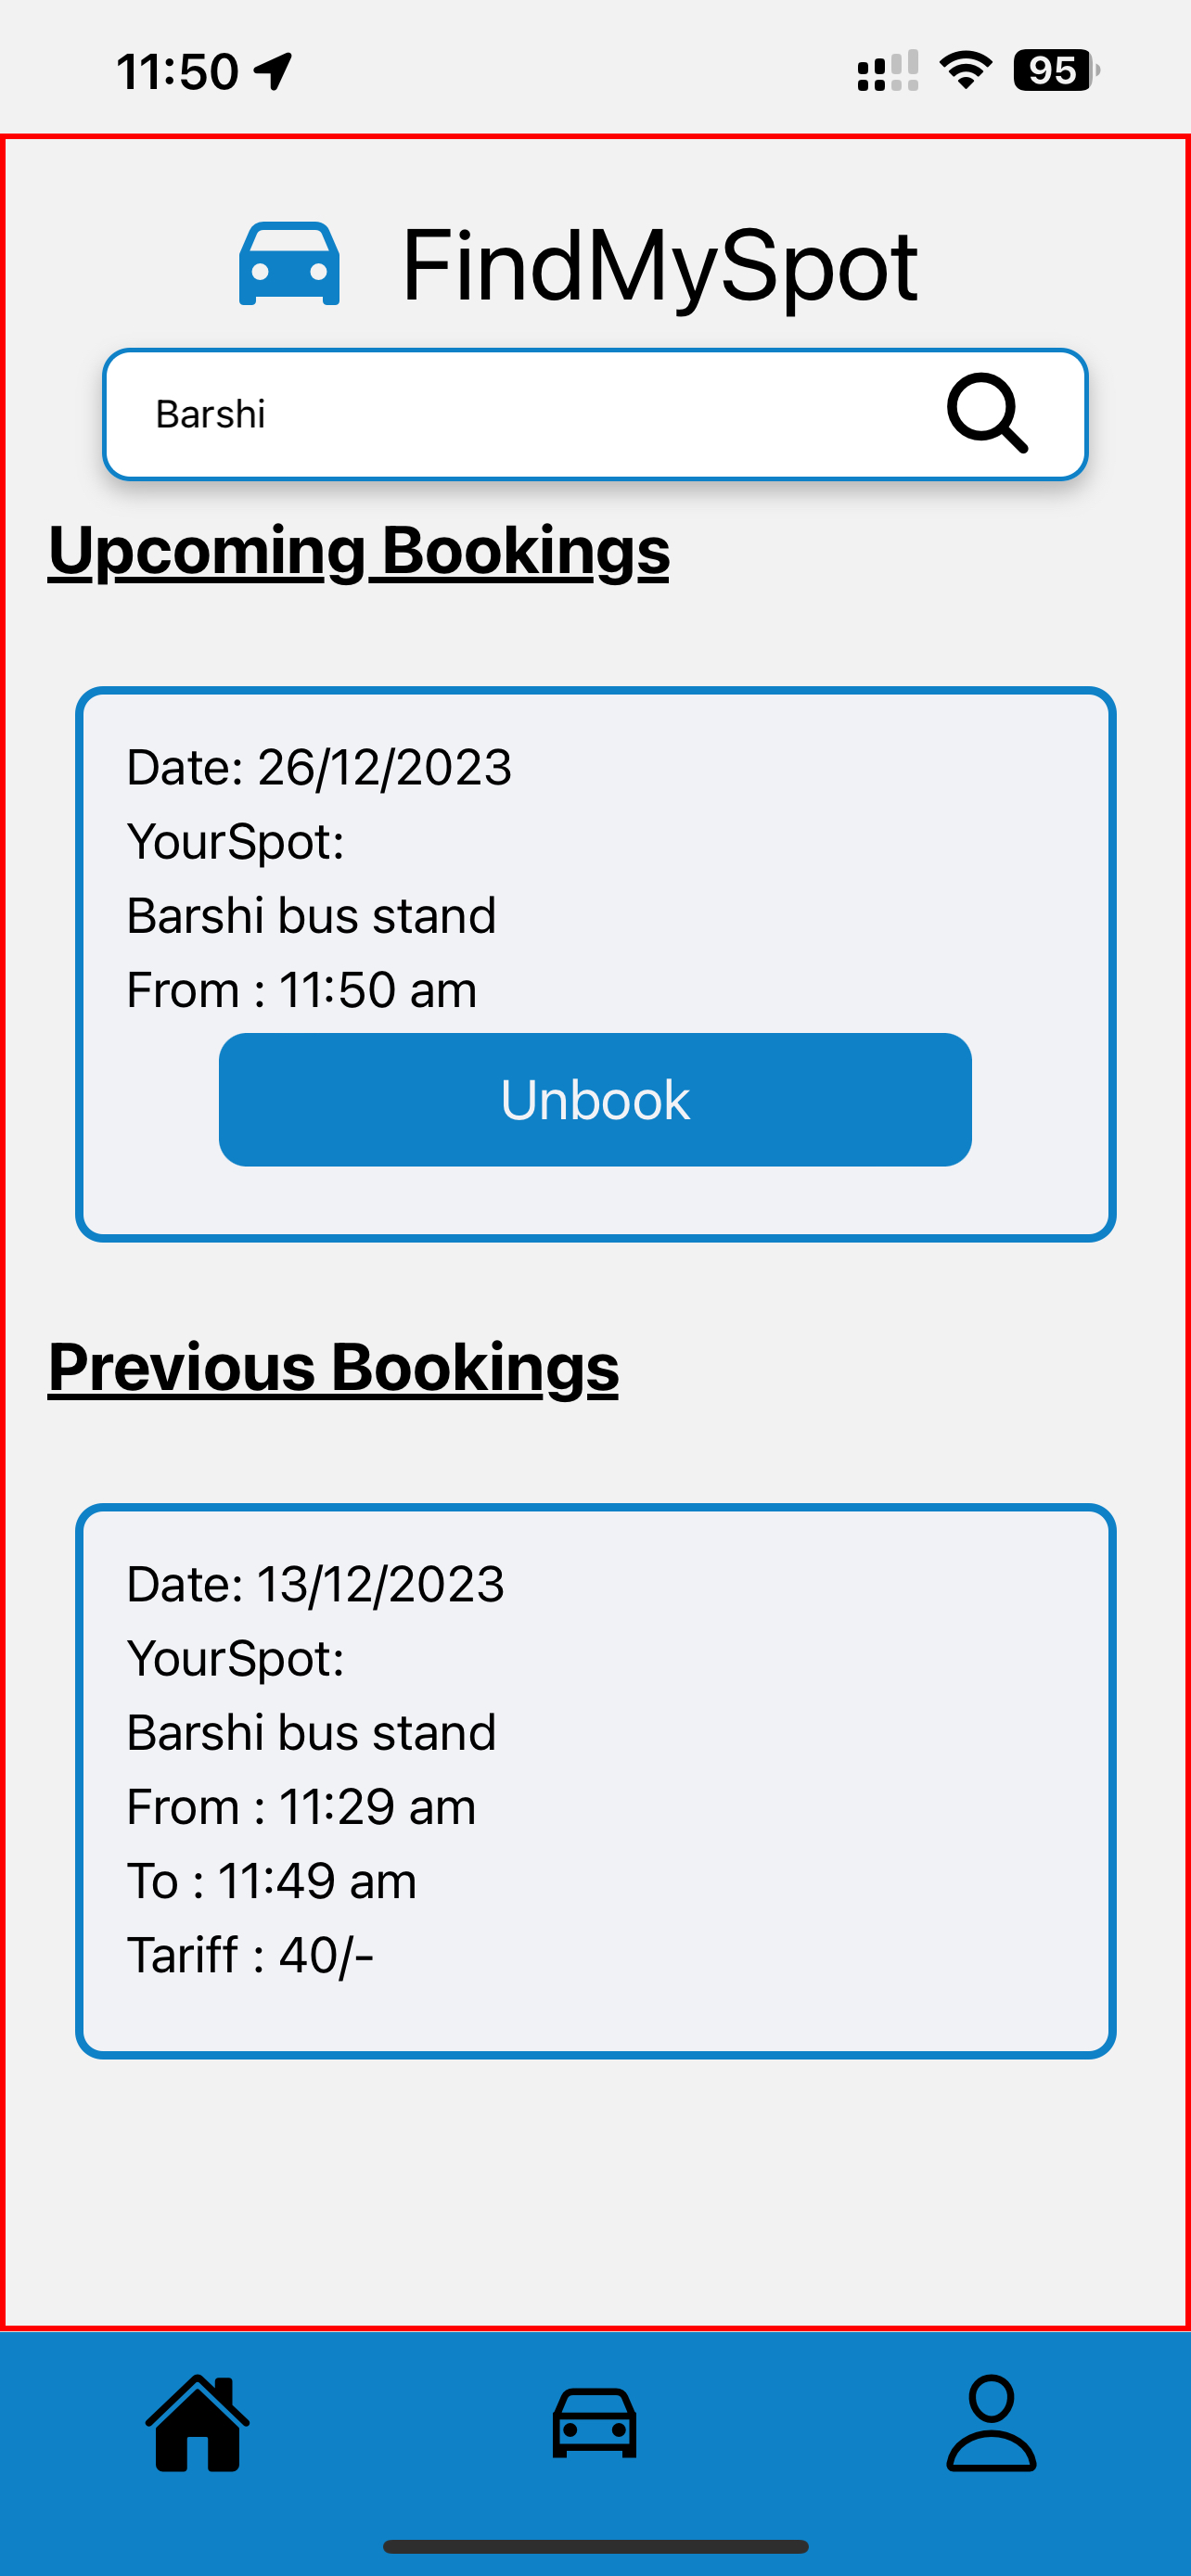 11:50
95
FindMySpot
Barshi
Upcoming Bookings
Date: 26/12/2023
YourSpot:
Barshi bus stand
From : 11:50 am
Unbook
Previous Bookings
Date: 13/12/2023
YourSpot:
Barshi bus stand
From : 11:29 am
To : 11:49 am
Tariff : 40/-